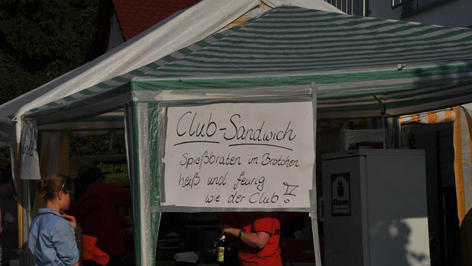 Club-Sandwich
Spießbraten im Brötchen
heiß und feurig
wie der Club!